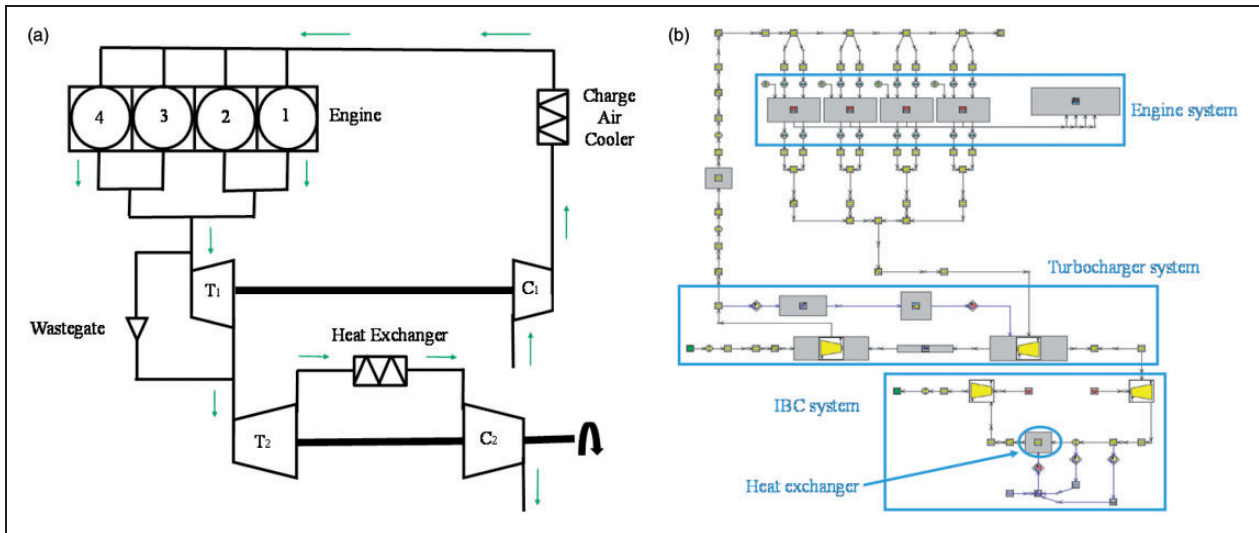 (a)
4 3 2 1
Engine
Charge
Air
Cooler
T1
C1
Wastegate
Heat Exchanger
T2
C2
(b)
Engine system
Turbocharger system
IBC system
Heat exchanger